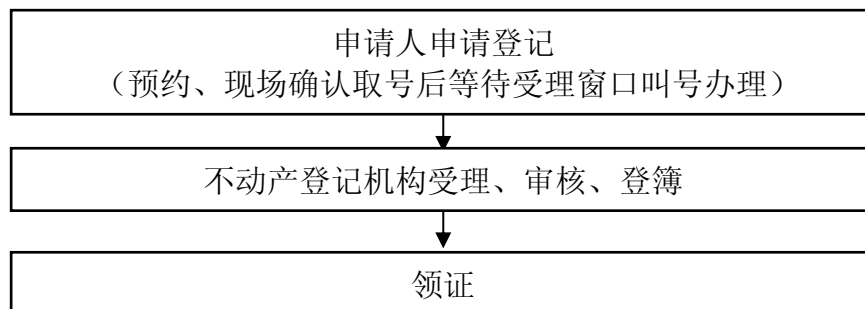 申请人申请登记
（预约、现场确认取号后等待受理窗口叫号办理）
不动产登记机构受理、审核、登簿
领证